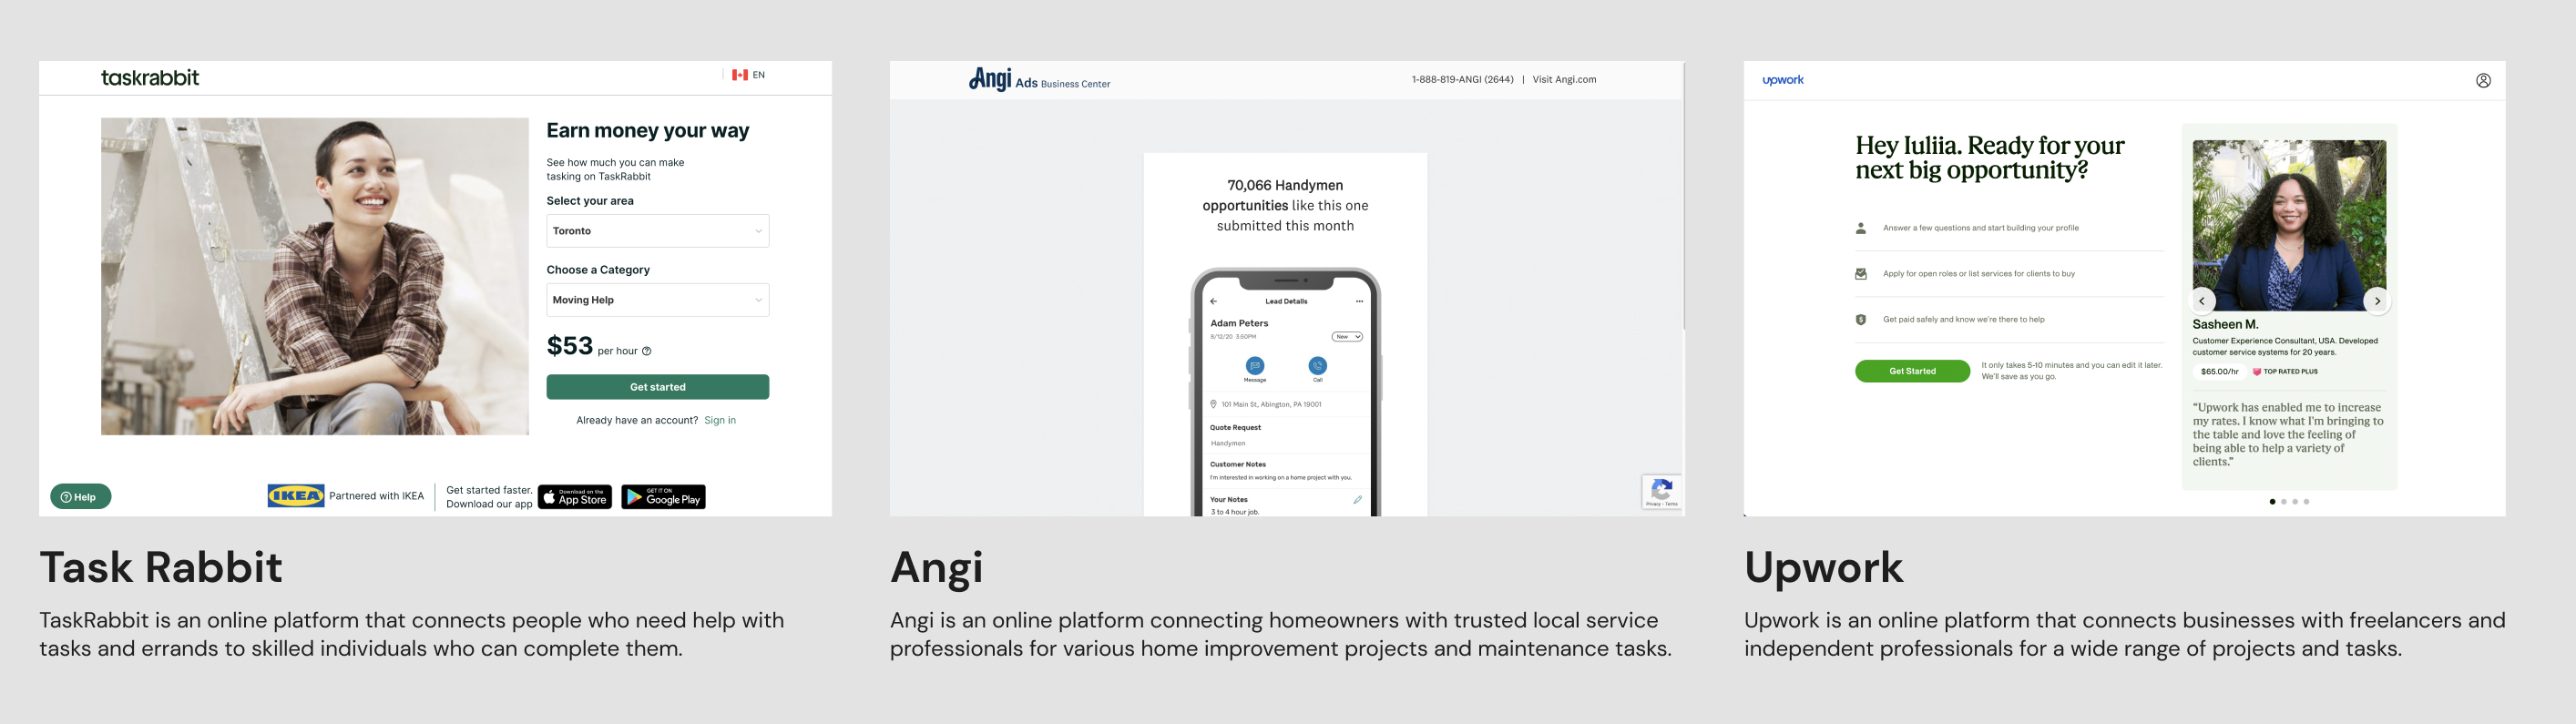 taskrabbit
EN
Earn money your way
See how much you can make
tasking on TaskRabbit
Select your area
Toronto
Choose a Category
Moving Help
$53 per hour
Get started
Already have an account? Sign in
Help
IKEA
Partnered with IKEA
Get started faster.
Download our app
Download on the
App Store
GET IT ON
Google Play
Task Rabbit
TaskRabbit is an online platform that connects people who need help with
tasks and errands to skilled individuals who can complete them.
Angi Ads Business Center
1-888-819-ANGI (2644) | Visit Angi.com
70,066 Handymen
opportunities like this one
submitted this month
Lead Details
Adam Peters
9/12/20 3:50PM
New
Message
Call
101 Main St, Abington, PA 19001
Quote Request
Handymen
Customer Notes
I'm interested in working on a home project with you.
Your Notes
3 to 4 hour job.
Privacy - Terms
Angi
Angi is an online platform connecting homeowners with trusted local service
professionals for various home improvement projects and maintenance tasks.
upwork
Hey Iuliia. Ready for your
next big opportunity?
Answer a few questions and start building your profile
Apply for open roles or list services for clients to buy
Get paid safely and know we're there to help
Get Started
It only takes 5-10 minutes and you can edit it later.
We'll save as you go.
Sasheen M.
Customer Experience Consultant, USA. Developed
customer service systems for 20 years.
$65.00/hr
TOP RATED PLUS
“Upwork has enabled me to increase
my rates. I know what I'm bringing to
the table and love the feeling of
being able to help a variety of
clients.”
Upwork
Upwork is an online platform that connects businesses with freelancers and
independent professionals for a wide range of projects and tasks.